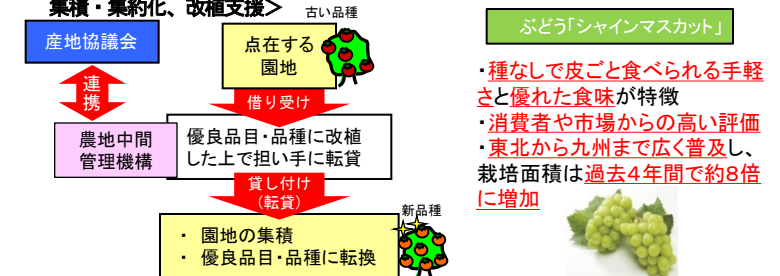 集積・集約化、改植支援＞
古い品種
産地協議会
点在する
園地
連
携
借り受け
農地中間
管理機構
優良品目・品種に改植
した上で担い手に転貸
貸し付け
(転貸)
新品種
・ 園地の集積
・ 優良品目・品種に転換
ぶどう「シャインマスカット」
・種なしで皮ごと食べられる手軽
さと優れた食味が特徴
・消費者や市場からの高い評価
・東北から九州まで広く普及し、
栽培面積は過去４年間で約８倍
に増加